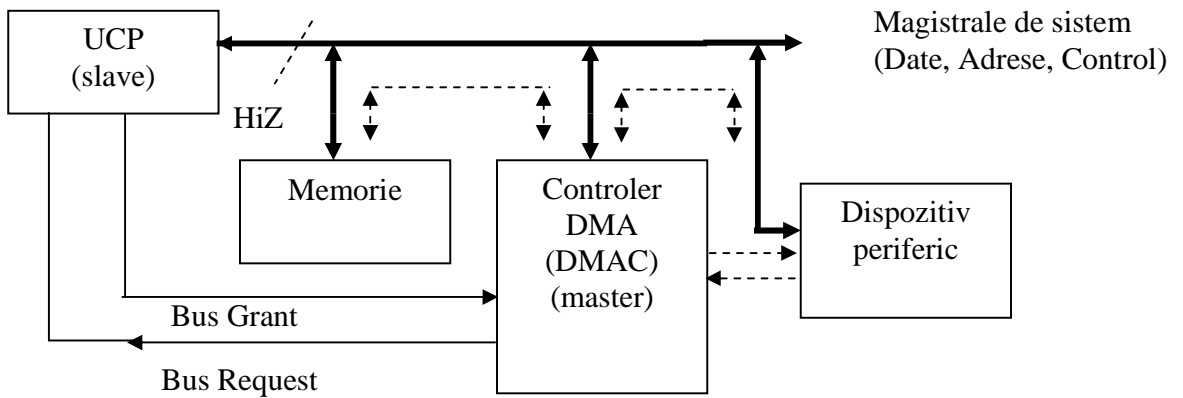 UCP
(slave)
Magistrale de sistem
(Date, Adrese, Control)
HiZ
Memorie
Controler
DMA
(DMAC)
(master)
Dispozitiv
periferic
Bus Grant
Bus Request